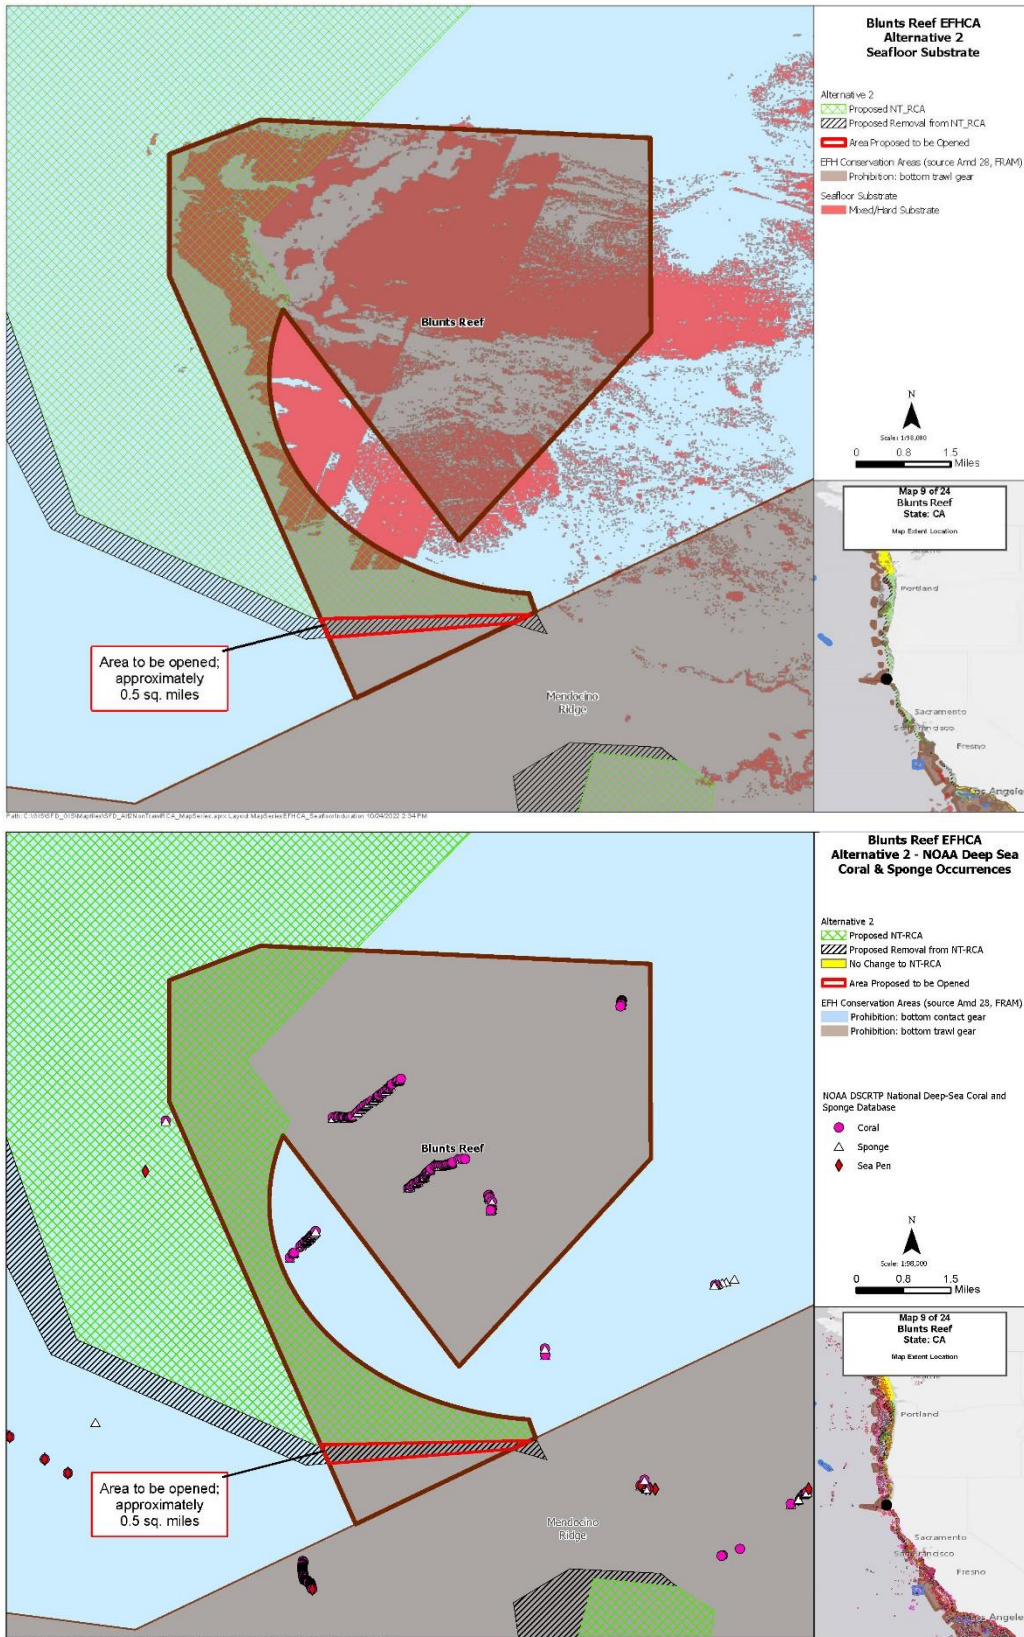 Blunts Reef EFHCA
Alternative 2
Seafloor Substrate
Alternative 2
Proposed NT_RCA
Proposed Removal from NT_RCA
Area Proposed to be Opened
EFH Conservation Areas (source Amd 28, FRAM)
Prohibition: bottom trawl gear
Seafloor Substrate
Mixed/Hard Substrate
Blunts Reef
N
Scale: 1:98,000
0 0.8 1.5
Miles
Map 9 of 24
Blunts Reef
State: CA
Map Extent Location
Portland
Sacramento
Fresno
Area to be opened;
approximately
0.5 sq. miles
Mendocino
Ridge
Blunts Reef EFHCA
Alternative 2 - NOAA Deep Sea
Coral & Sponge Occurrences
Alternative 2
Proposed NT-RCA
Proposed Removal from NT-RCA
No Change to NT-RCA
Area Proposed to be Opened
EFH Conservation Areas (source Amd 28, FRAM)
Prohibition: bottom contact gear
Prohibition: bottom trawl gear
NOAA DSCRTP National Deep-Sea Coral and
Sponge Database
Coral
Sponge
Sea Pen
Blunts Reef
N
Scale: 1:98,000
0 0.8 1.5
Miles
Map 9 of 24
Blunts Reef
State: CA
Map Extent Location
Portland
Sacramento
Fresno
Area to be opened;
approximately
0.5 sq. miles
Mendocino
Ridge